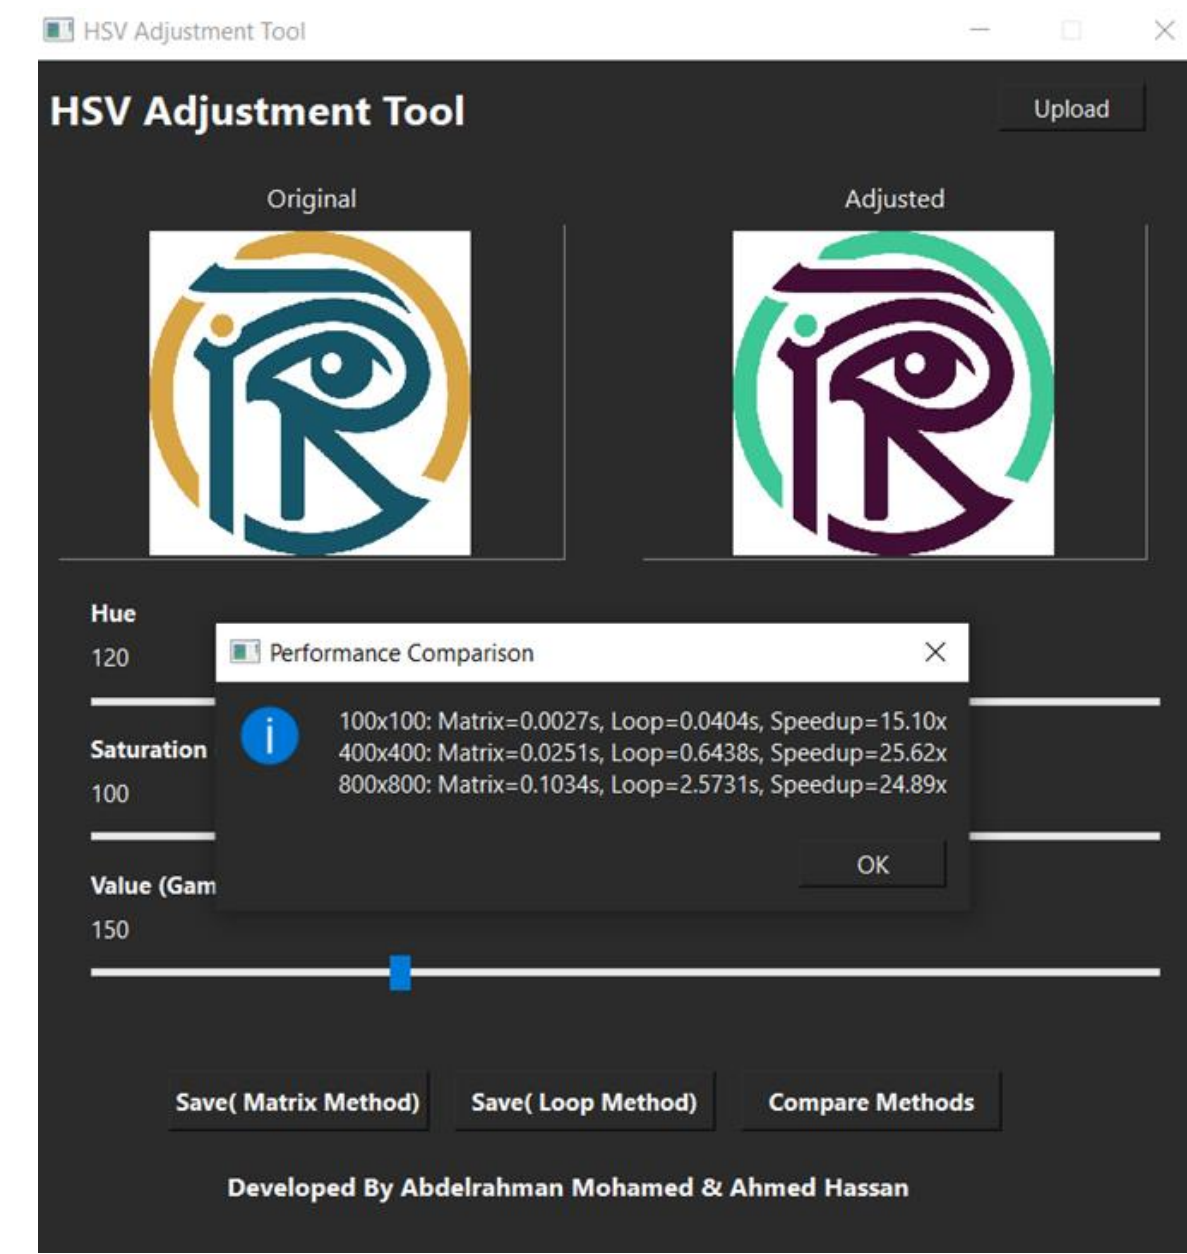 HSV Adjustment Tool
HSV Adjustment Tool
Upload
Original
Adjusted
Hue
120
Performance Comparison
100x100: Matrix=0.0027s, Loop=0.0404s, Speedup=15.10x
400x400: Matrix=0.0251s, Loop=0.6438s, Speedup=25.62x
800x800: Matrix=0.1034s, Loop=2.5731s, Speedup=24.89x
OK
Saturation
100
Value (Gam
150
Save( Matrix Method)
Save( Loop Method)
Compare Methods
Developed By Abdelrahman Mohamed & Ahmed Hassan